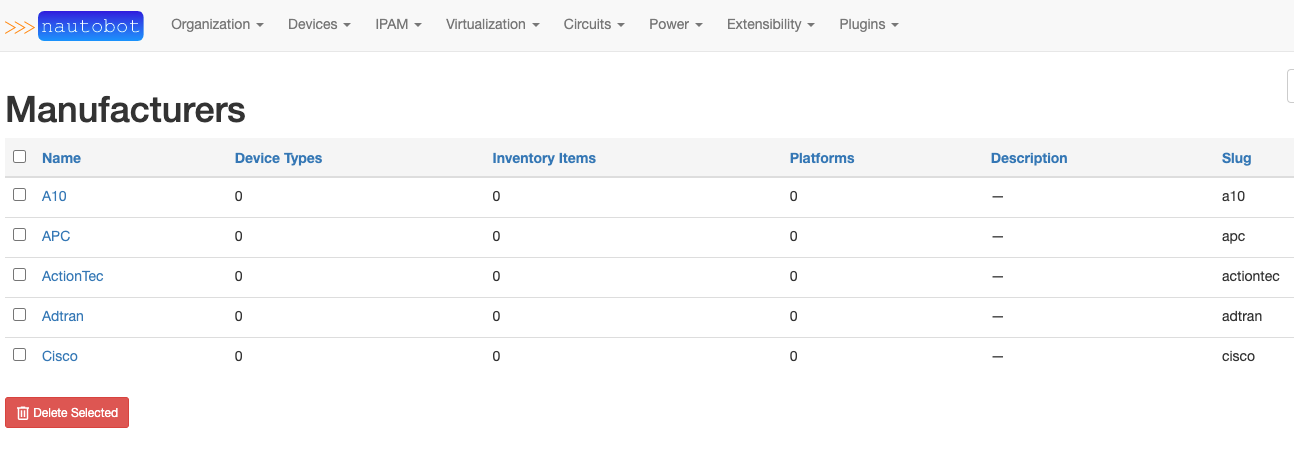 >>> nautobot Organization Devices IPAM Virtualization Circuits Power Extensibility Plugins
Manufacturers
Name Device Types Inventory Items Platforms Description Slug
A10 0 0 0 — a10
APC 0 0 0 — apc
ActionTec 0 0 0 — actiontec
Adtran 0 0 0 — adtran
Cisco 0 0 0 — cisco
Delete Selected